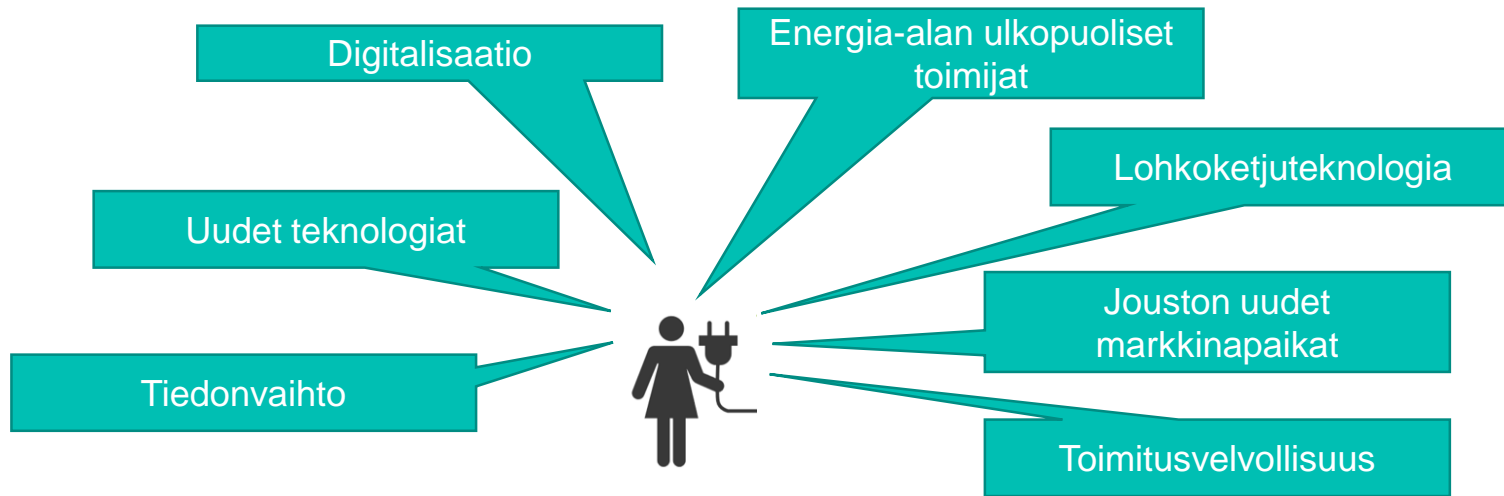 Digitalisaatio
Energia-alan ulkopuoliset
toimijat
Lohkoketjuteknologia
Uudet teknologiat
Jouston uudet
markkinapaikat
Tiedonvaihto
Toimitusvelvollisuus